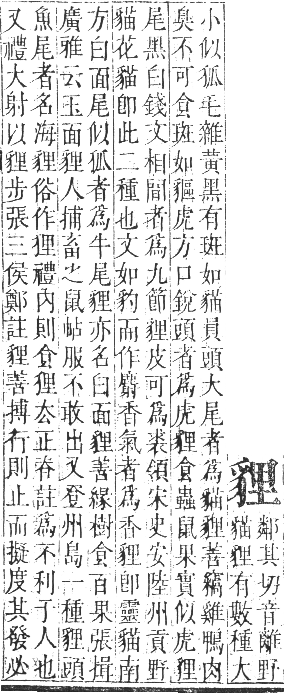 貍
鄰其切音離野
貓貍有數種大
小似狐毛雜黃黑有斑如貓員頭大尾者為貓貍善竊雞鴨肉
臭不可食斑如貙虎方口銳頭者為虎貍食蟲鼠果實似虎貍
尾黑白錢文相間者為九節貍皮可為裘領宋史安陸州貢野
貓花貓卽此二種也文如豹而作麝香氣者為香貍卽靈貓南
方白面尾似狐者為牛尾貍亦名白面貍善緣樹食百果張揖
廣雅云玉面貍人捕畜之鼠帖服不敢出又登州島一種貍頭
魚尾者名海貍俗作狸禮內則食狸去正脊註為不利于人也
又禮大射以貍步張三侯鄭註貍善搏行則止而擬度其發必